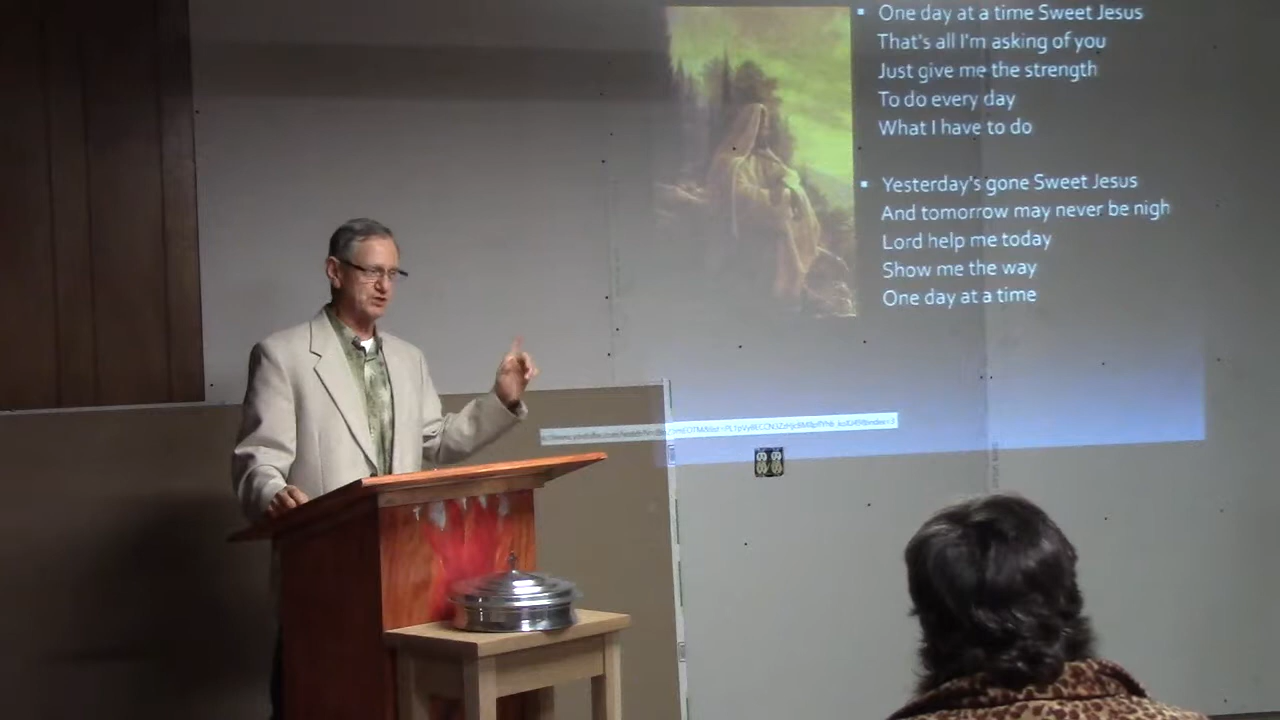 One day at a time Sweet Jesus
That's all I'm asking of you
Just give me the strength
To do every day
What I have to do
Yesterday's gone Sweet Jesus
And tomorrow may never be nigh
Lord help me today
Show me the way
One day at a time